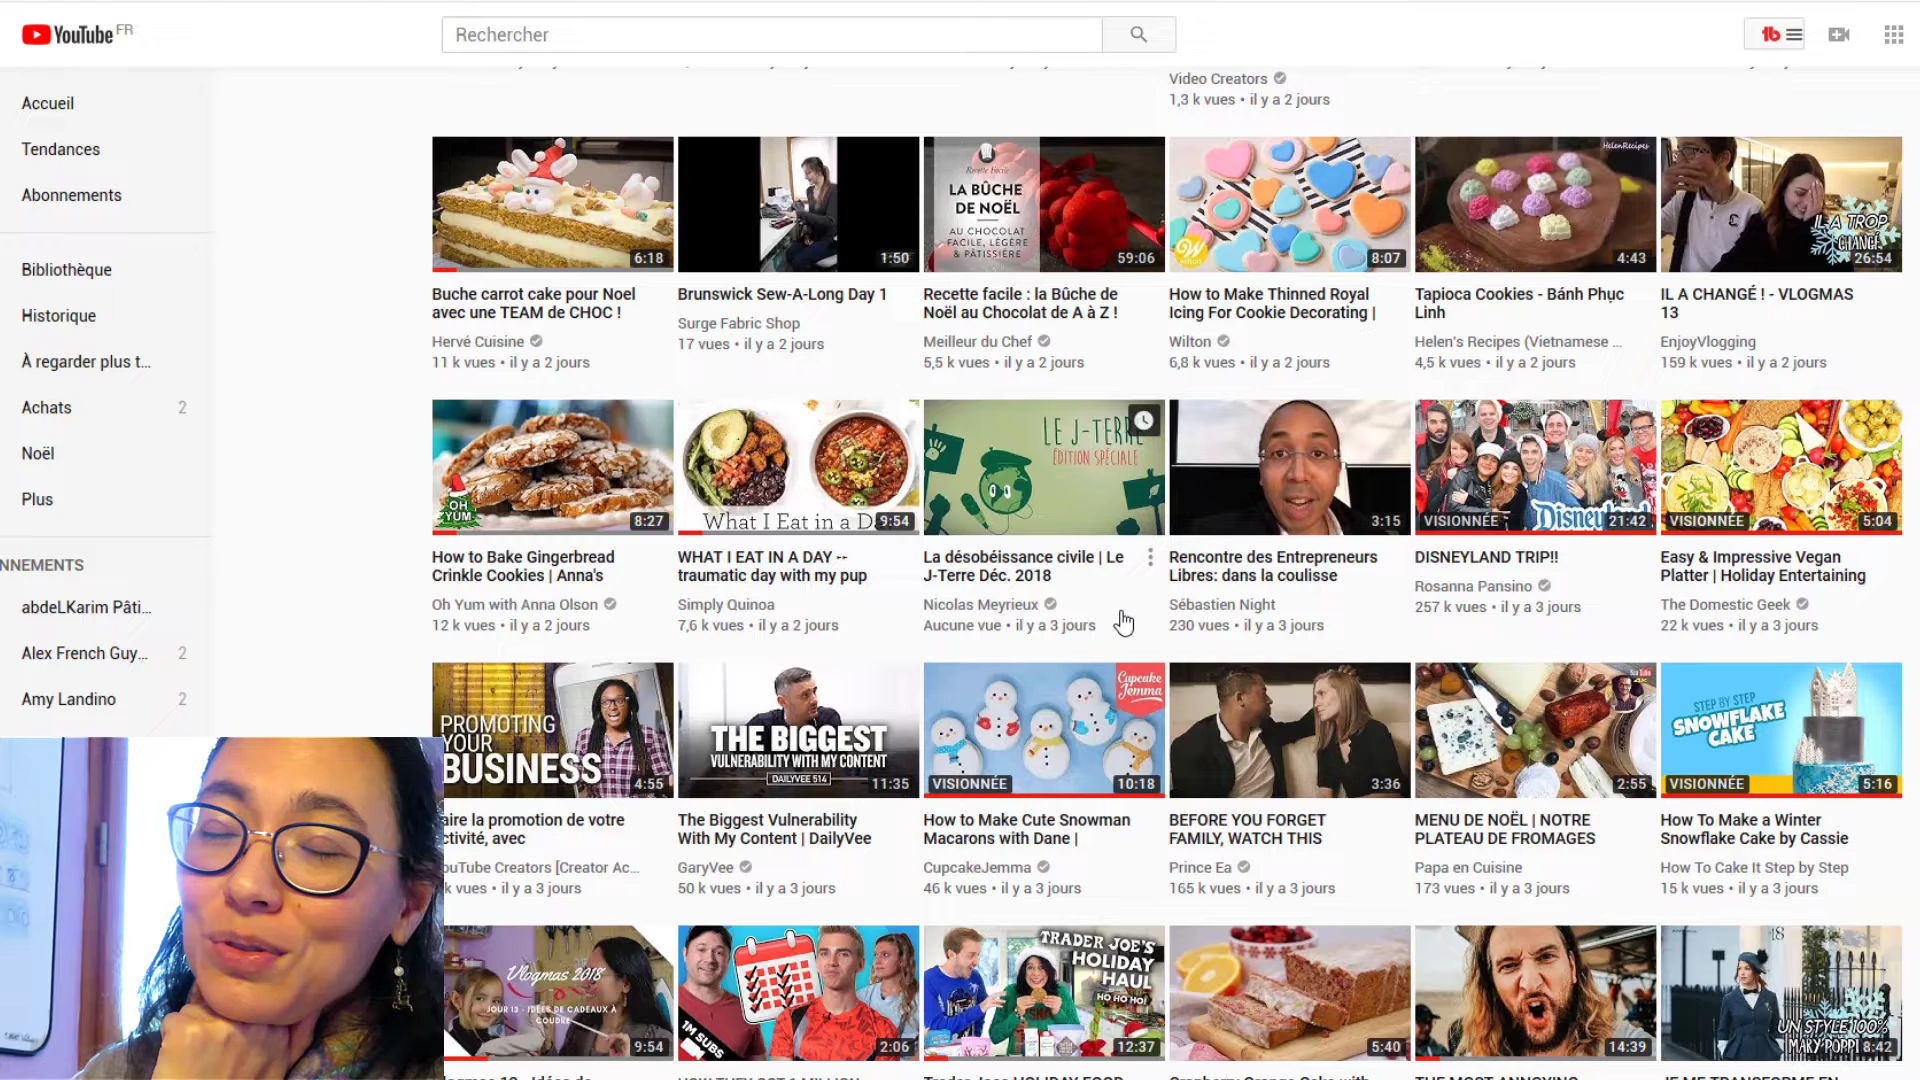 YouTube FR
Rechercher
Accueil
Tendances
Abonnements
Bibliothèque
Historique
À regarder plus t...
Achats 2
Noël
Plus
NNEMENTS
abdeLKarim Pâti...
Alex French Guy... 2
Amy Landino 2
Video Creators
1,3 k vues • il y a 2 jours
6:18
Buche carrot cake pour Noel
avec une TEAM de CHOC !
Hervé Cuisine
11 k vues • il y a 2 jours
1:50
Brunswick Sew-A-Long Day 1
Surge Fabric Shop
17 vues • il y a 2 jours
Recette Facile
LA BÛCHE
DE NOËL
AU CHOCOLAT
FACILE, LÉGÈRE
& PÂTISSIÈRE
59:06
Recette facile : la Bûche de
Noël au Chocolat de A à Z !
Meilleur du Chef
5,5 k vues • il y a 2 jours
W
Wilton
8:07
How to Make Thinned Royal
Icing For Cookie Decorating |
Wilton
6,8 k vues • il y a 2 jours
HelenRecipes
4:43
Tapioca Cookies - Bánh Phục
Linh
Helen's Recipes (Vietnamese ...
4,5 k vues • il y a 2 jours
IL A TROP
CHANGÉ
26:54
IL A CHANGÉ ! - VLOGMAS
13
EnjoyVlogging
159 k vues • il y a 2 jours
OH
YUM
8:27
How to Bake Gingerbread
Crinkle Cookies | Anna's
Oh Yum with Anna Olson
12 k vues • il y a 2 jours
What I Eat in a D
9:54
WHAT I EAT IN A DAY --
traumatic day with my pup
Simply Quinoa
7,6 k vues • il y a 2 jours
LE J-TERRE
ÉDITION SPÉCIALE
La désobéissance civile | Le
J-Terre Déc. 2018
Nicolas Meyrieux
Aucune vue • il y a 3 jours
3:15
Rencontre des Entrepreneurs
Libres: dans la coulisse
Sébastien Night
230 vues • il y a 3 jours
Disneyland
VISIONNÉE 21:42
DISNEYLAND TRIP!!
Rosanna Pansino
257 k vues • il y a 3 jours
VISIONNÉE 5:04
Easy & Impressive Vegan
Platter | Holiday Entertaining
The Domestic Geek
22 k vues • il y a 3 jours
PROMOTING
YOUR
BUSINESS
4:55
aire la promotion de votre
ctivité, avec
ouTube Creators [Creator Ac...
k vues • il y a 3 jours
THE BIGGEST
VULNERABILITY WITH MY CONTENT
DAILYVEE 514
11:35
The Biggest Vulnerability
With My Content | DailyVee
GaryVee
50 k vues • il y a 3 jours
Cupcake
Jemma
VISIONNÉE 10:18
How to Make Cute Snowman
Macarons with Dane |
CupcakeJemma
46 k vues • il y a 3 jours
3:36
BEFORE YOU FORGET
FAMILY, WATCH THIS
Prince Ea
165 k vues • il y a 3 jours
2:55
MENU DE NOËL | NOTRE
PLATEAU DE FROMAGES
Papa en Cuisine
173 vues • il y a 3 jours
STEP BY STEP
SNOWFLAKE
CAKE
VISIONNÉE 5:16
How To Make a Winter
Snowflake Cake by Cassie
How To Cake It Step by Step
15 k vues • il y a 3 jours
Vlogmas 2018
JOUR 13 - IDÉES DE CADEAUX À
COUDRE
9:54
1M SUBS
2:06
TRADER JOE'S
HOLIDAY
HAUL
HO HO HO!
12:37
5:40
14:39
UN STYLE 100%
MARY POPPI
8:42